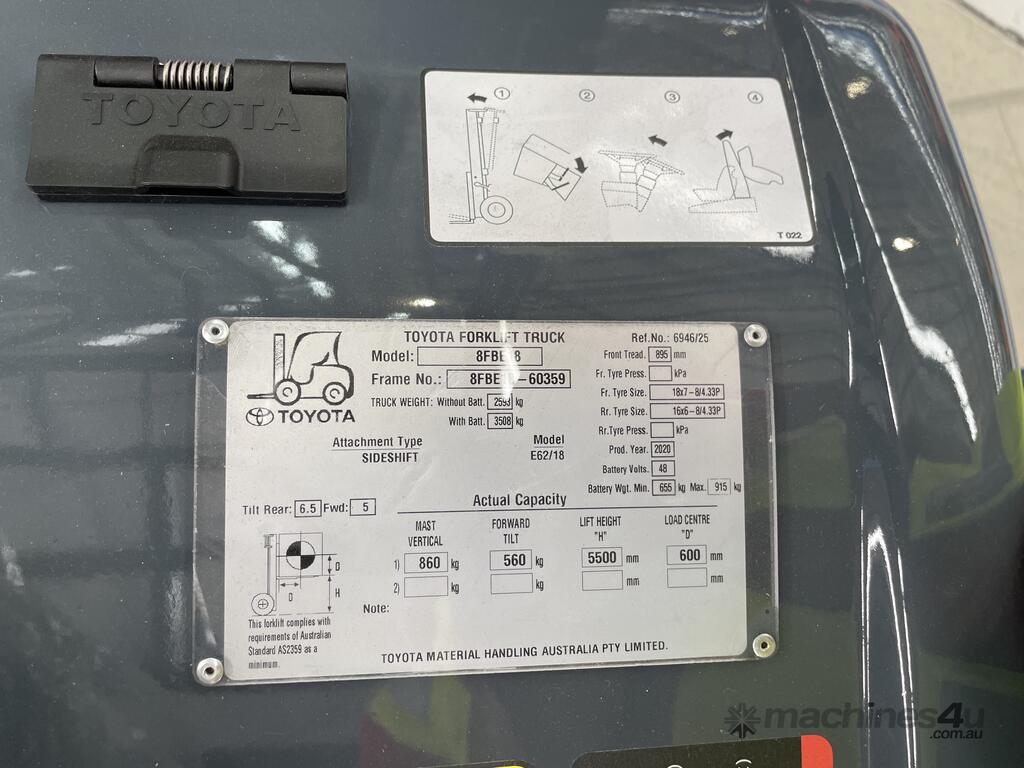 TOYOTA
1 2 3 4
T 022
TOYOTA
TOYOTA FORKLIFT TRUCK
Model:
Frame No.: -60359
TRUCK WEIGHT: Without Batt. kg
With Batt. 3508 kg
Attachment Type Model
SIDESHIFT E62/18
Ref.No.: 6946/25
Front Tread. 895 mm
Fr. Tyre Press. kPa
Fr. Tyre Size. 18x7-8/4.33P
Rr. Tyre Size. 16x6-8/4.33P
Rr.Tyre Press. kPa
Prod. Year. 2020
Battery Volts. 48
Battery Wgt. Min. 655 kg Max. 915 kg
Tilt Rear: 6.5 Fwd: 5
Actual Capacity
MAST VERTICAL FORWARD TILT LIFT HEIGHT "H" LOAD CENTRE "D"
1) 860 kg 560 kg 5500 mm 600 mm
2) kg kg mm mm
Note:
D
D H
This forklift complies with
requirements of Australian
Standard AS2359 as a
minimum.
TOYOTA MATERIAL HANDLING AUSTRALIA PTY LIMITED.
machines4u
.com.au